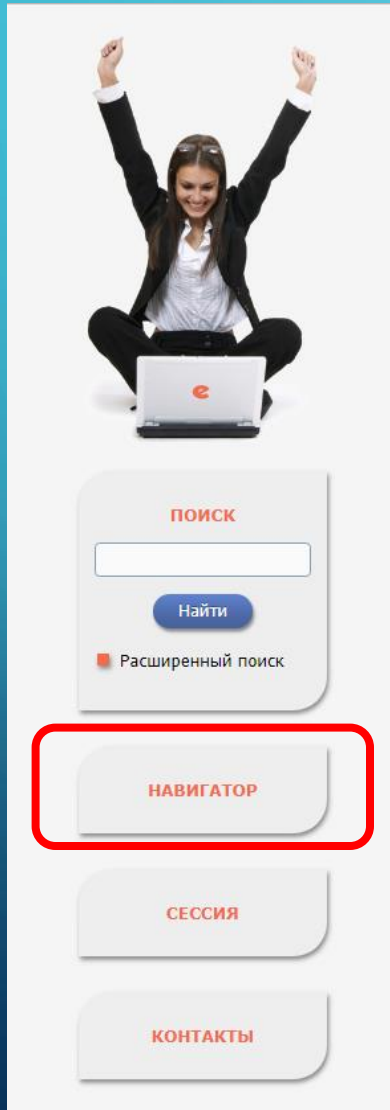 e
ПОИСК
Найти
Расширенный поиск
НАВИГАТОР
СЕССИЯ
КОНТАКТЫ